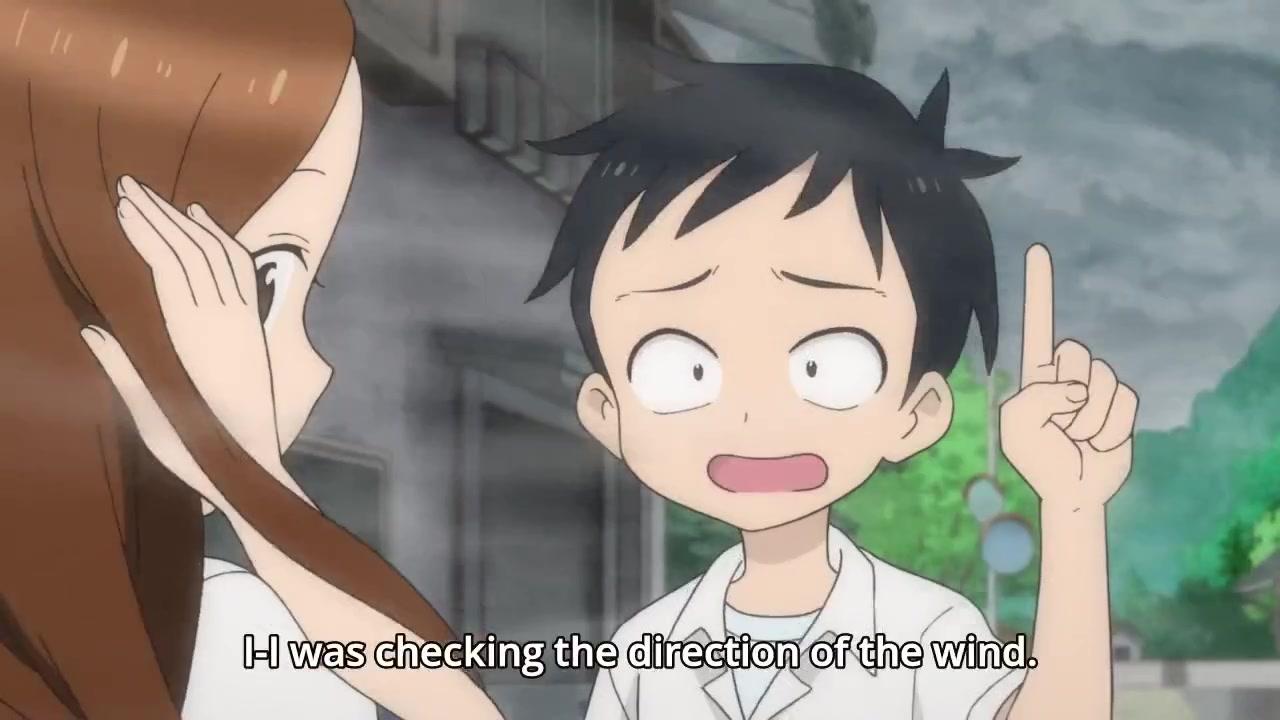 I-I was checking the direction of the wind.